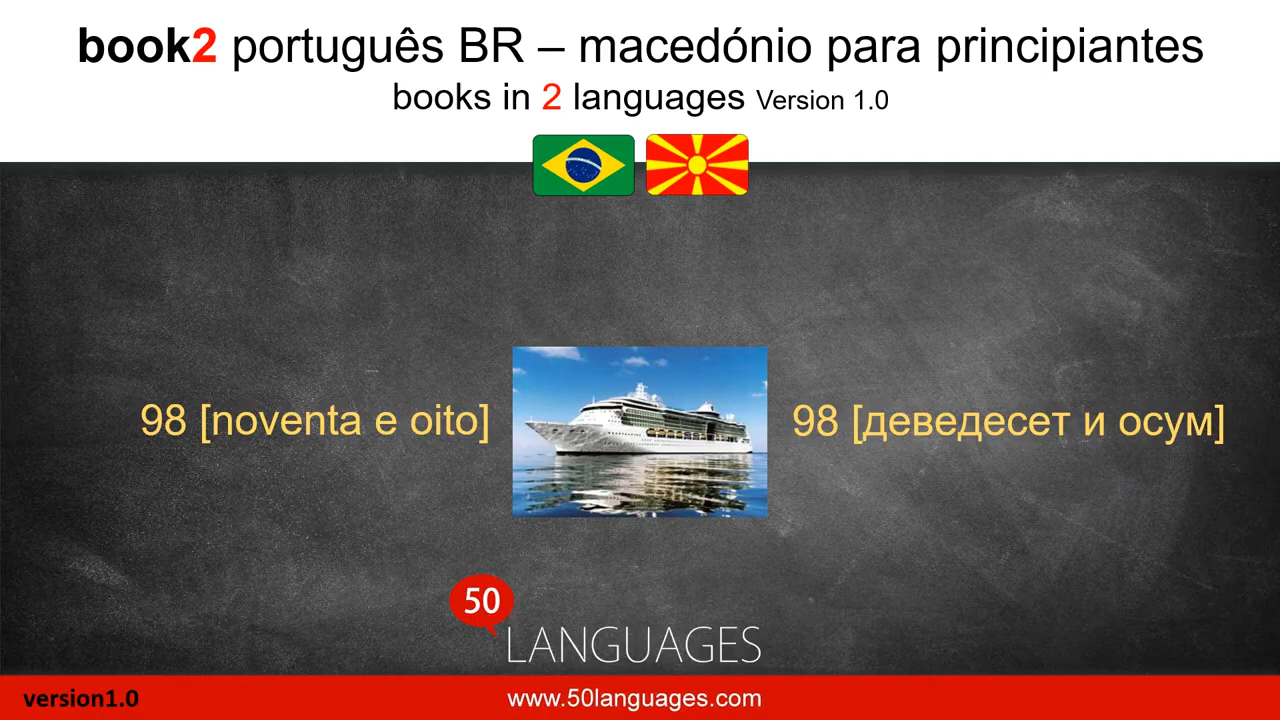 book2 português BR – macedónio para principiantes
books in 2 languages Version 1.0
98 [noventa e oito]
98 [деведесет и осум]
50
LANGUAGES
version1.0
www.50languages.com